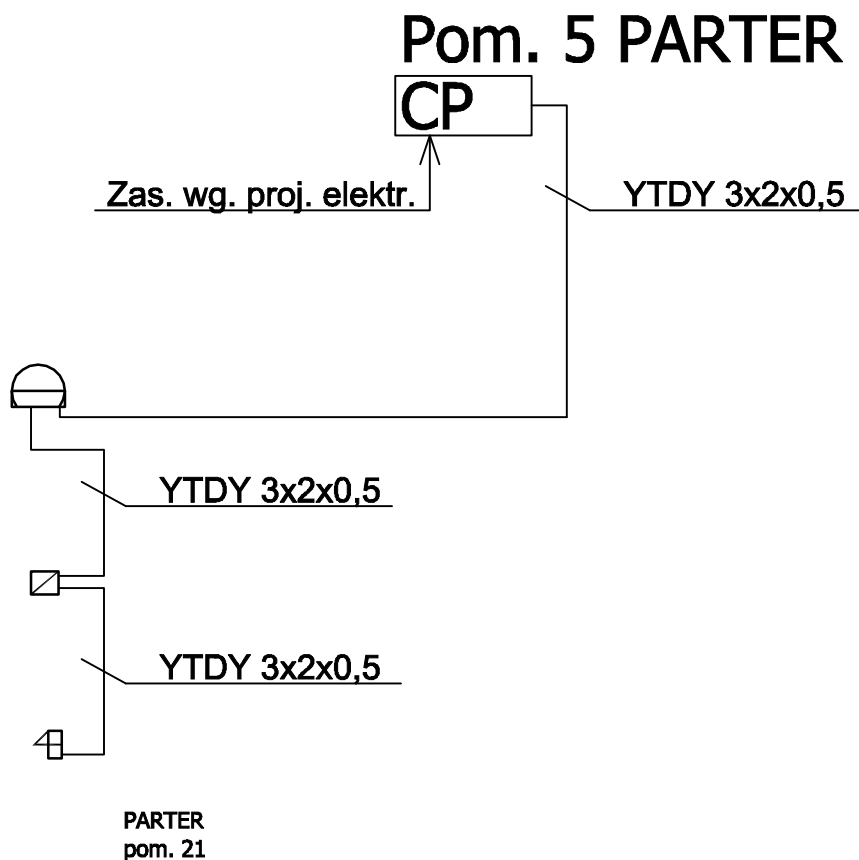 Pom. 5 PARTER
CP
Zas. wg. proj. elektr.
YTDY 3x2x0,5
YTDY 3x2x0,5
YTDY 3x2x0,5
PARTER
pom. 21